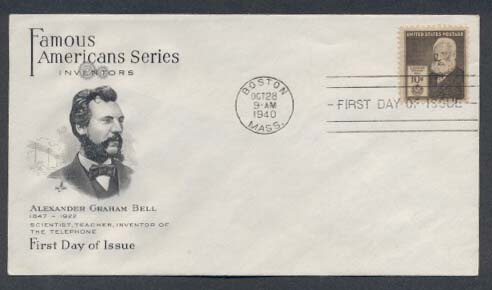 Famous
Americans Series
INVENTORS
ALEXANDER GRAHAM BELL
1847 - 1922
SCIENTIST, TEACHER, INVENTOR OF
THE TELEPHONE
First Day of Issue
BOSTON
OCT 28
9-AM
1940
MASS.
UNITED STATES POSTAGE
10¢
FIRST DAY OF ISSUE